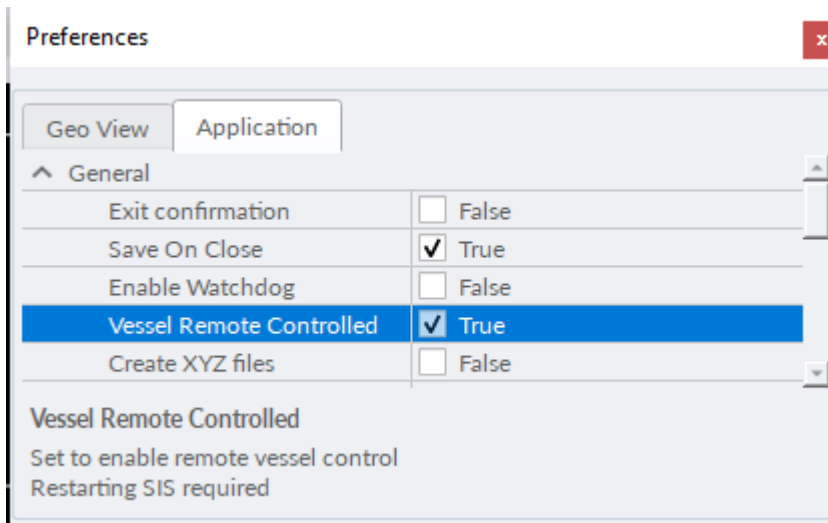 Preferences
x
Geo View Application
General
Exit confirmation False
Save On Close True
Enable Watchdog False
Vessel Remote Controlled True
Create XYZ files False
Vessel Remote Controlled
Set to enable remote vessel control
Restarting SIS required